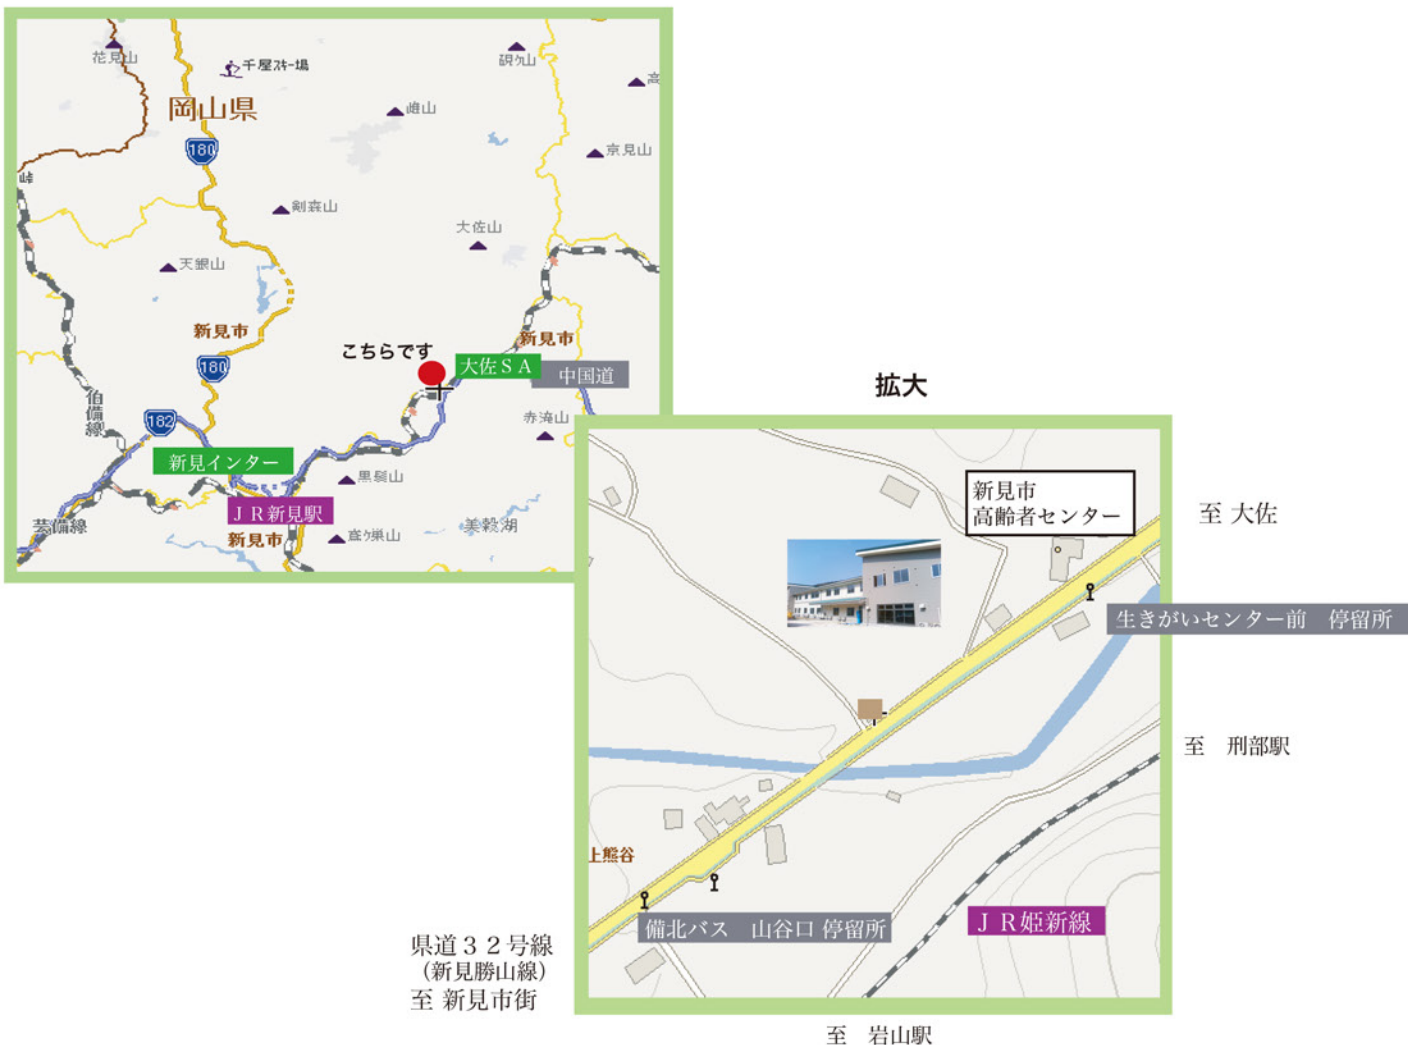 花見山
千屋スキー場
硯ケ山
高
岡山県
雄山
180
京見山
峠
剣森山
大佐山
天銀山
新見市
新見市
こちらです
大佐ＳＡ
中国道
180
伯備線
182
赤滝山
新見インター
黒髪山
ＪＲ新見駅
芸備線
新見市
美穀湖
拡大
新見市
高齢者センター
至 大佐
生きがいセンター前　停留所
至　刑部駅
上熊谷
備北バス　山谷口 停留所
ＪＲ姫新線
県道３２号線
（新見勝山線）
至 新見市街
至　岩山駅